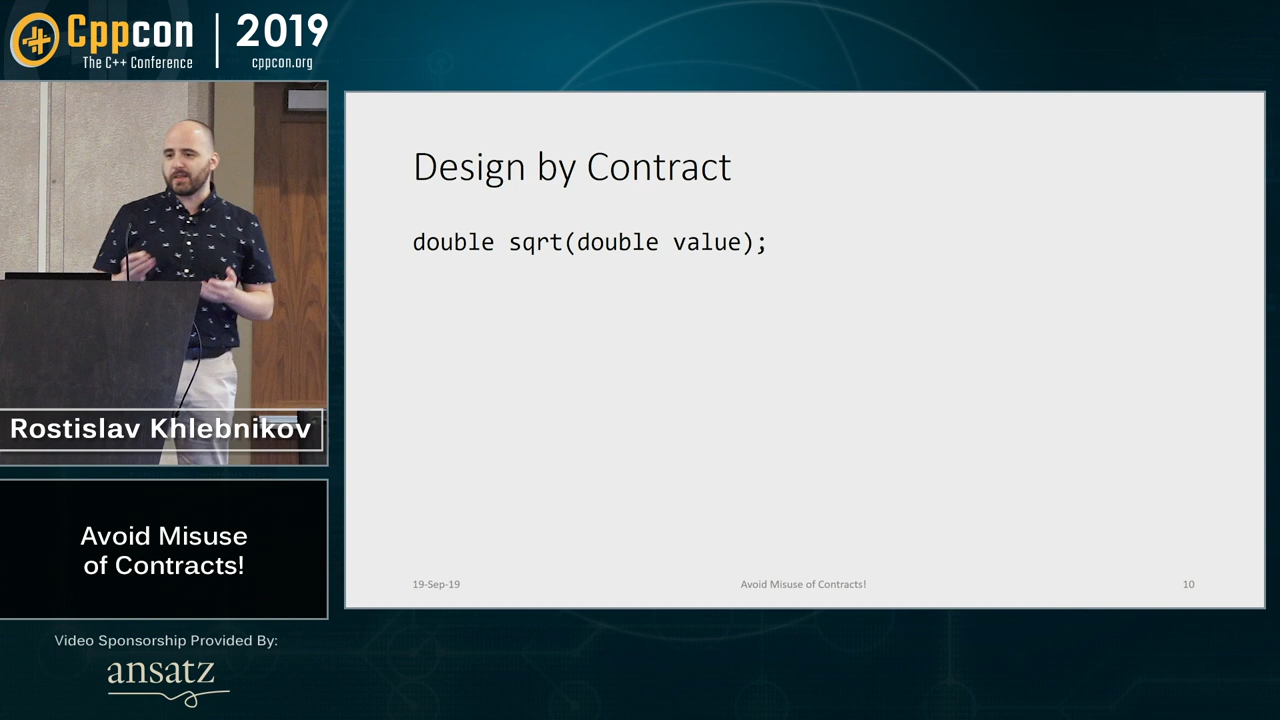 Cppcon
The C++ Conference
2019
cppcon.org
Rostislav Khlebnikov
Avoid Misuse
of Contracts!
Video Sponsorship Provided By:
ansatz
Design by Contract
double sqrt(double value);
19-Sep-19
Avoid Misuse of Contracts!
10